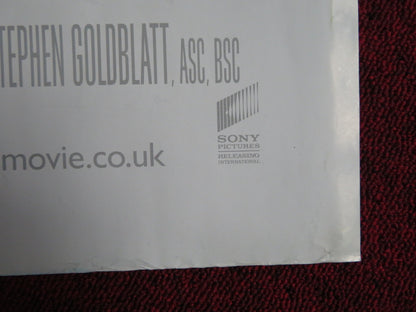 TEPHEN GOLDBLATT, ASC, BSC
movie.co.uk
SONY
PICTURES
RELEASING
INTERNATIONAL